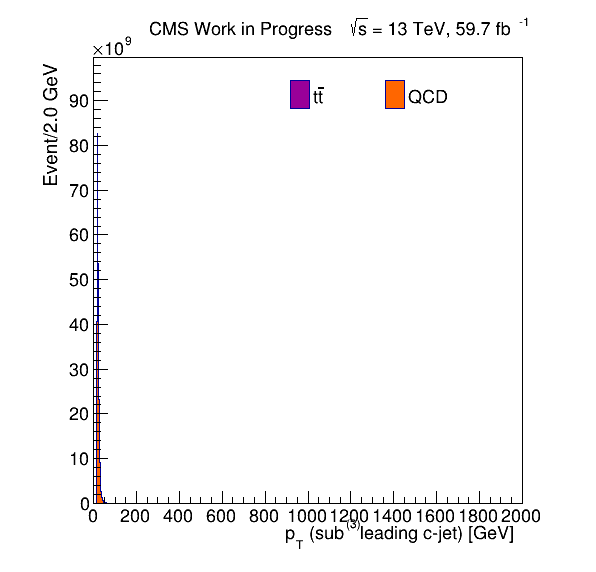 CMS Work in Progress √s = 13 TeV, 59.7 fb⁻¹
×10⁹
Event/2.0 GeV
tt̄
QCD
90
80
70
60
50
40
30
20
10
0
0 200 400 600 800 1000 1200 1400 1600 1800 2000
p_T (sub⁽³⁾leading c-jet) [GeV]